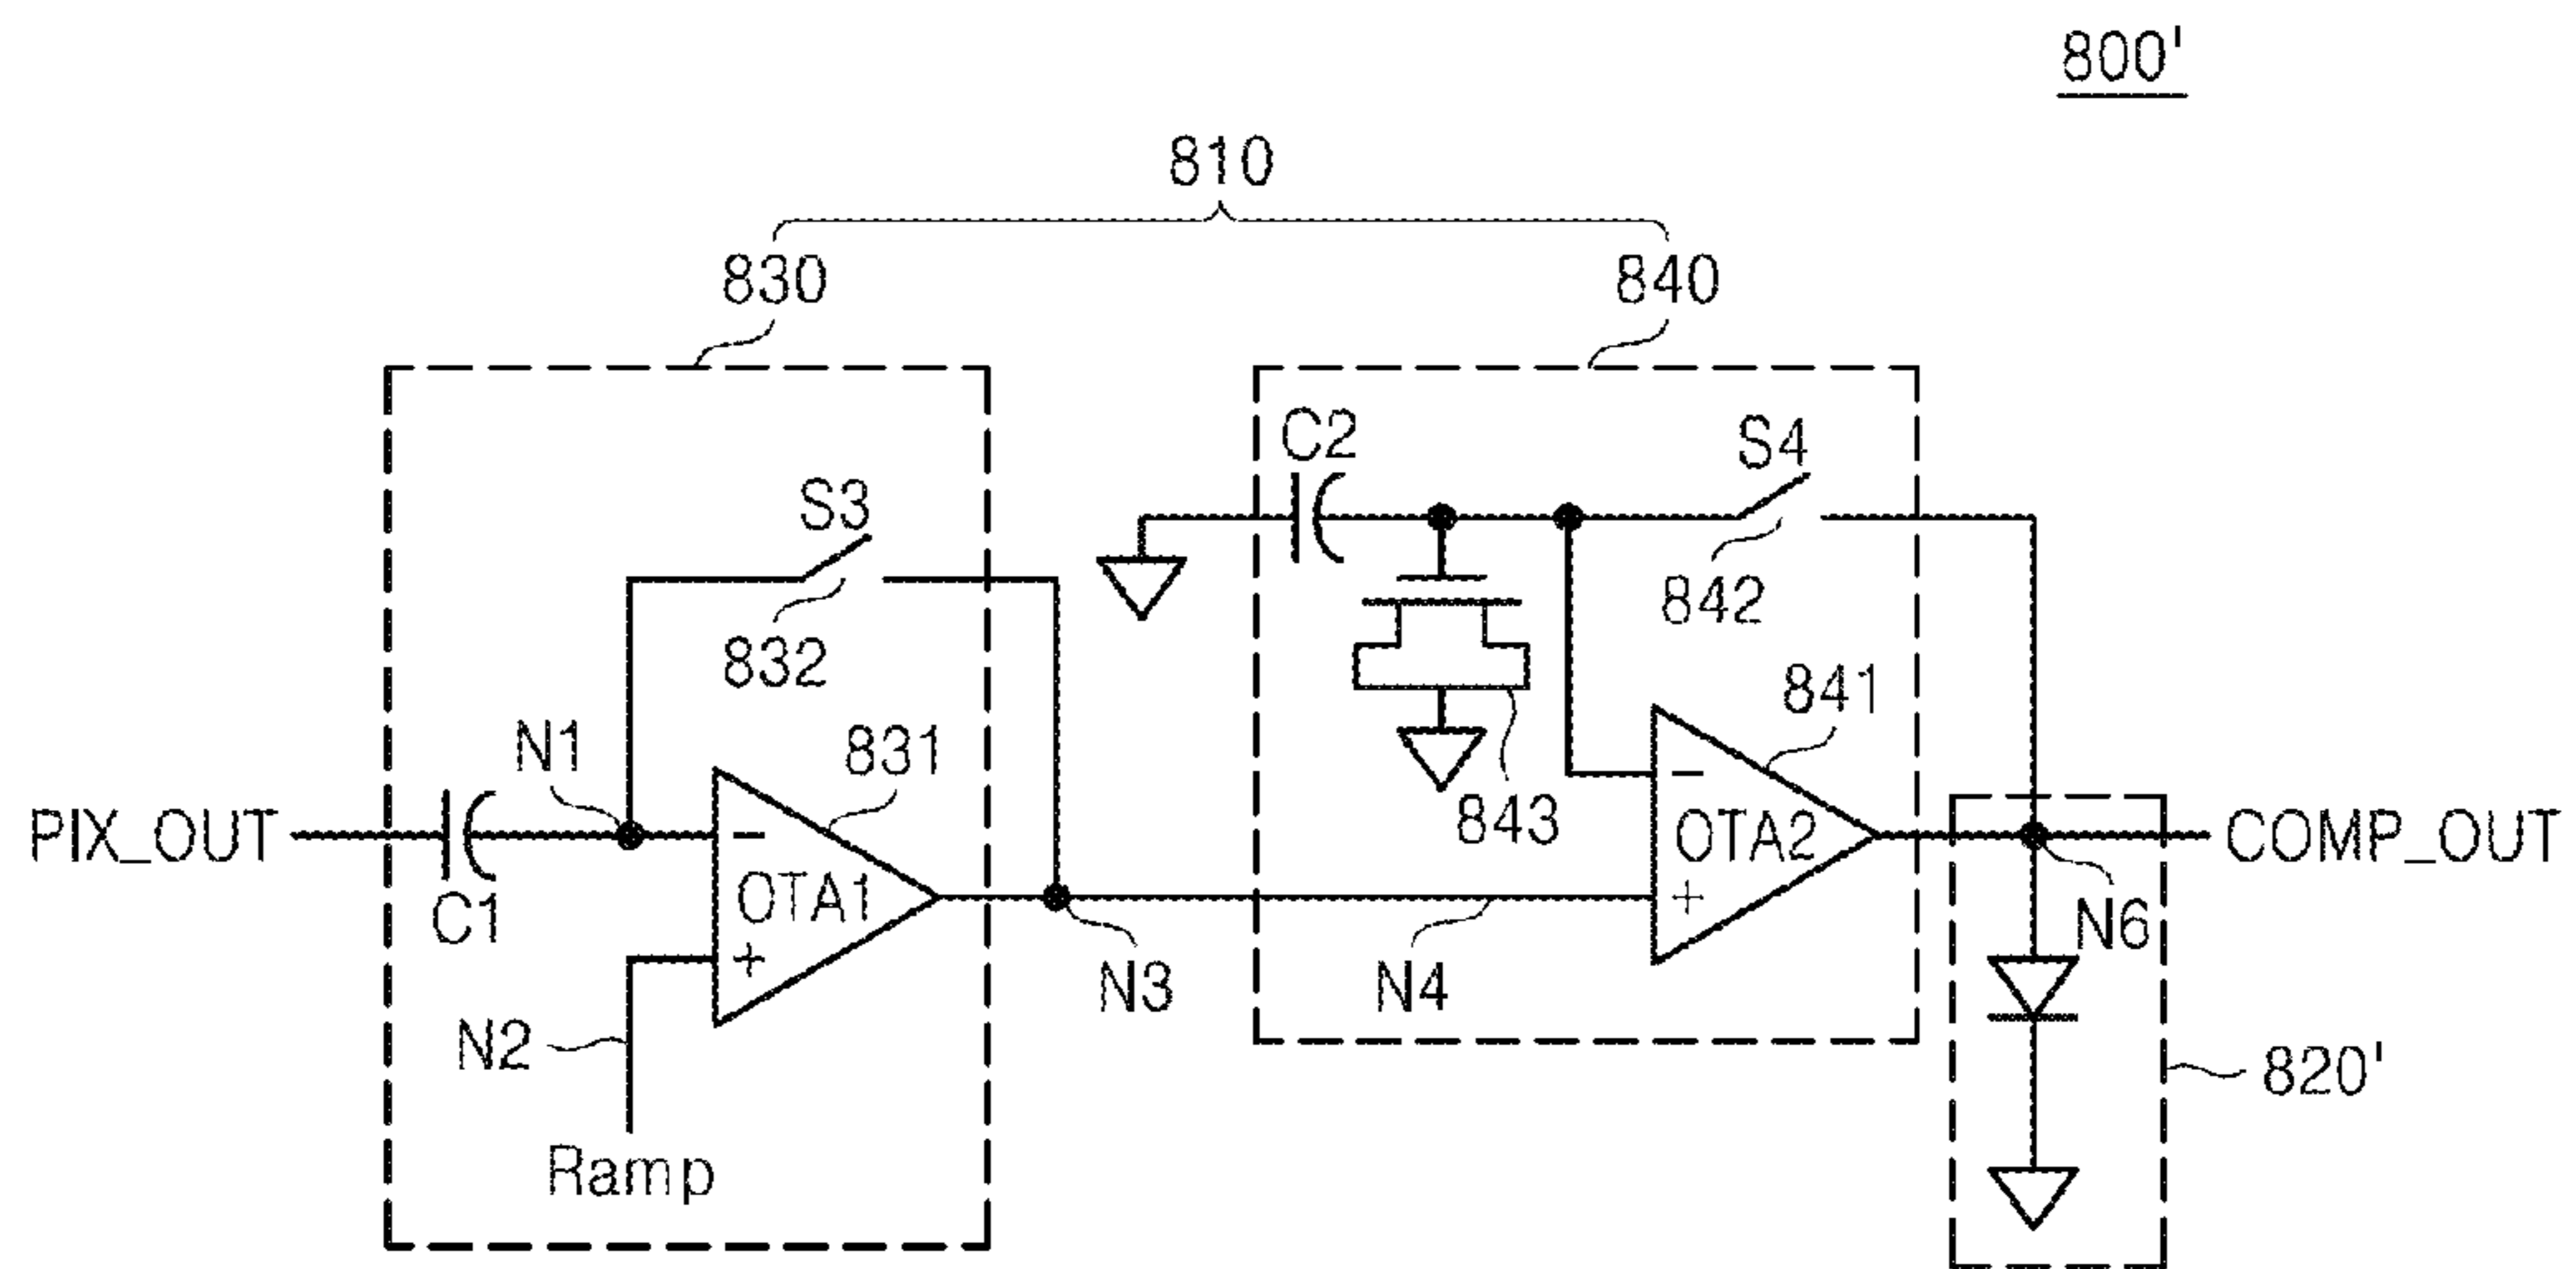 800'
810
830
840
C2
S4
S3
842
832
841
N1
831
843
PIX_OUT
−
OTA1
+
C1
−
OTA2
+
COMP_OUT
N6
N3
N4
N2
820'
Ramp